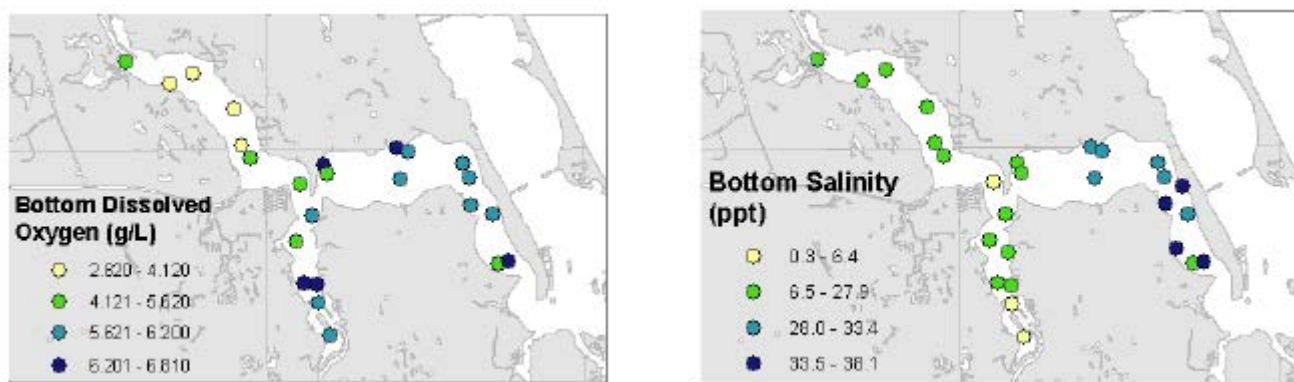 Bottom Dissolved
Oxygen (g/L)
2.820 - 4.120
4.121 - 5.620
5.621 - 6.200
6.201 - 6.810
Bottom Salinity
(ppt)
0.3 - 6.4
6.5 - 27.9
28.0 - 33.4
33.5 - 36.1